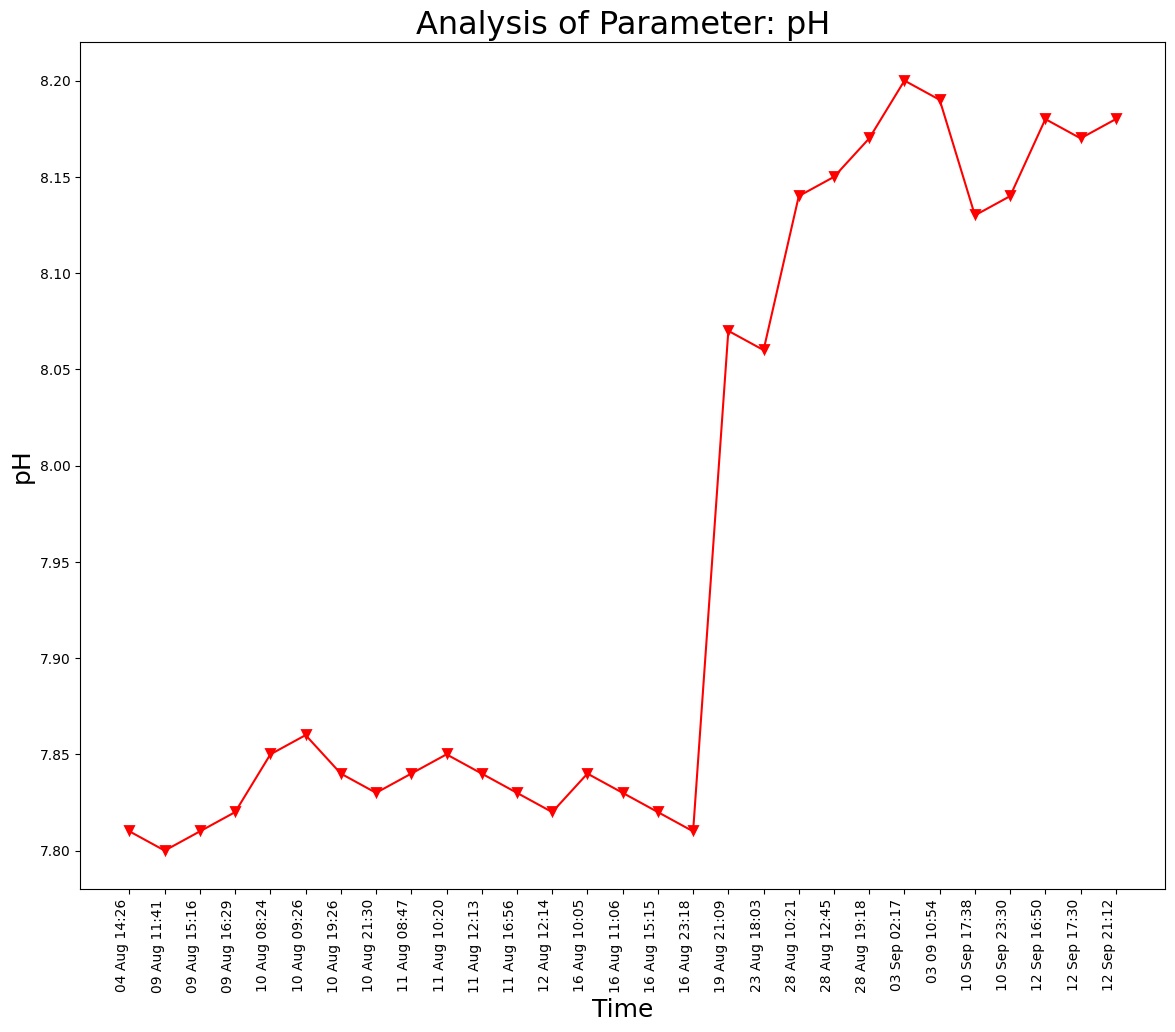 Analysis of Parameter: pH
8.20
8.15
8.10
8.05
8.00
7.95
7.90
7.85
7.80
pH
04 Aug 14:26
09 Aug 11:41
09 Aug 15:16
09 Aug 16:29
10 Aug 08:24
10 Aug 09:26
10 Aug 19:26
10 Aug 21:30
11 Aug 08:47
11 Aug 10:20
11 Aug 12:13
11 Aug 16:56
12 Aug 12:14
16 Aug 10:05
16 Aug 11:06
16 Aug 15:15
16 Aug 23:18
19 Aug 21:09
23 Aug 18:03
28 Aug 10:21
28 Aug 12:45
28 Aug 19:18
03 Sep 02:17
03 09 10:54
10 Sep 17:38
10 Sep 23:30
12 Sep 16:50
12 Sep 17:30
12 Sep 21:12
Time